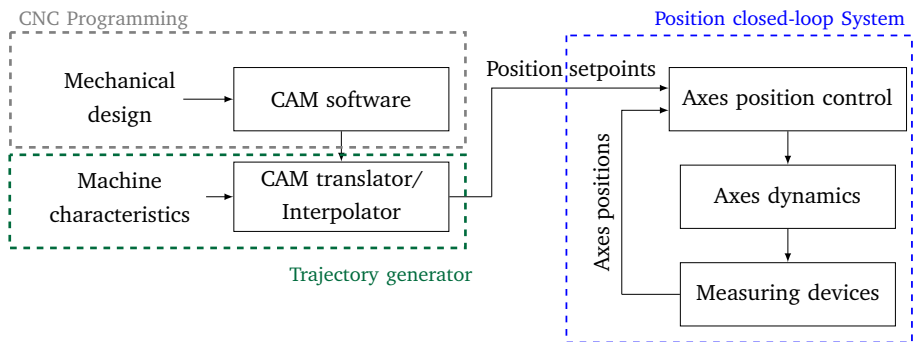 CNC Programming
Mechanical
design
CAM software
Machine
characteristics
CAM translator/
Interpolator
Trajectory generator
Position setpoints
Position closed-loop System
Axes position control
Axes dynamics
Measuring devices
Axes positions